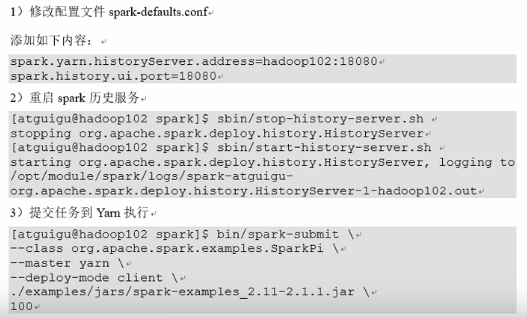 1）修改配置文件 spark-defaults.conf
添加如下内容：
spark.yarn.historyServer.address=hadoop102:18080
spark.history.ui.port=18080
2）重启 spark 历史服务
[atguigu@hadoop102 spark]$ sbin/stop-history-server.sh
stopping org.apache.spark.deploy.history.HistoryServer
[atguigu@hadoop102 spark]$ sbin/start-history-server.sh
starting org.apache.spark.deploy.history.HistoryServer, logging to
/opt/module/spark/logs/spark-atguigu-
org.apache.spark.deploy.history.HistoryServer-1-hadoop102.out
3）提交任务到 Yarn 执行
[atguigu@hadoop102 spark]$ bin/spark-submit \
--class org.apache.spark.examples.SparkPi \
--master yarn \
--deploy-mode client \
./examples/jars/spark-examples_2.11-2.1.1.jar \
100